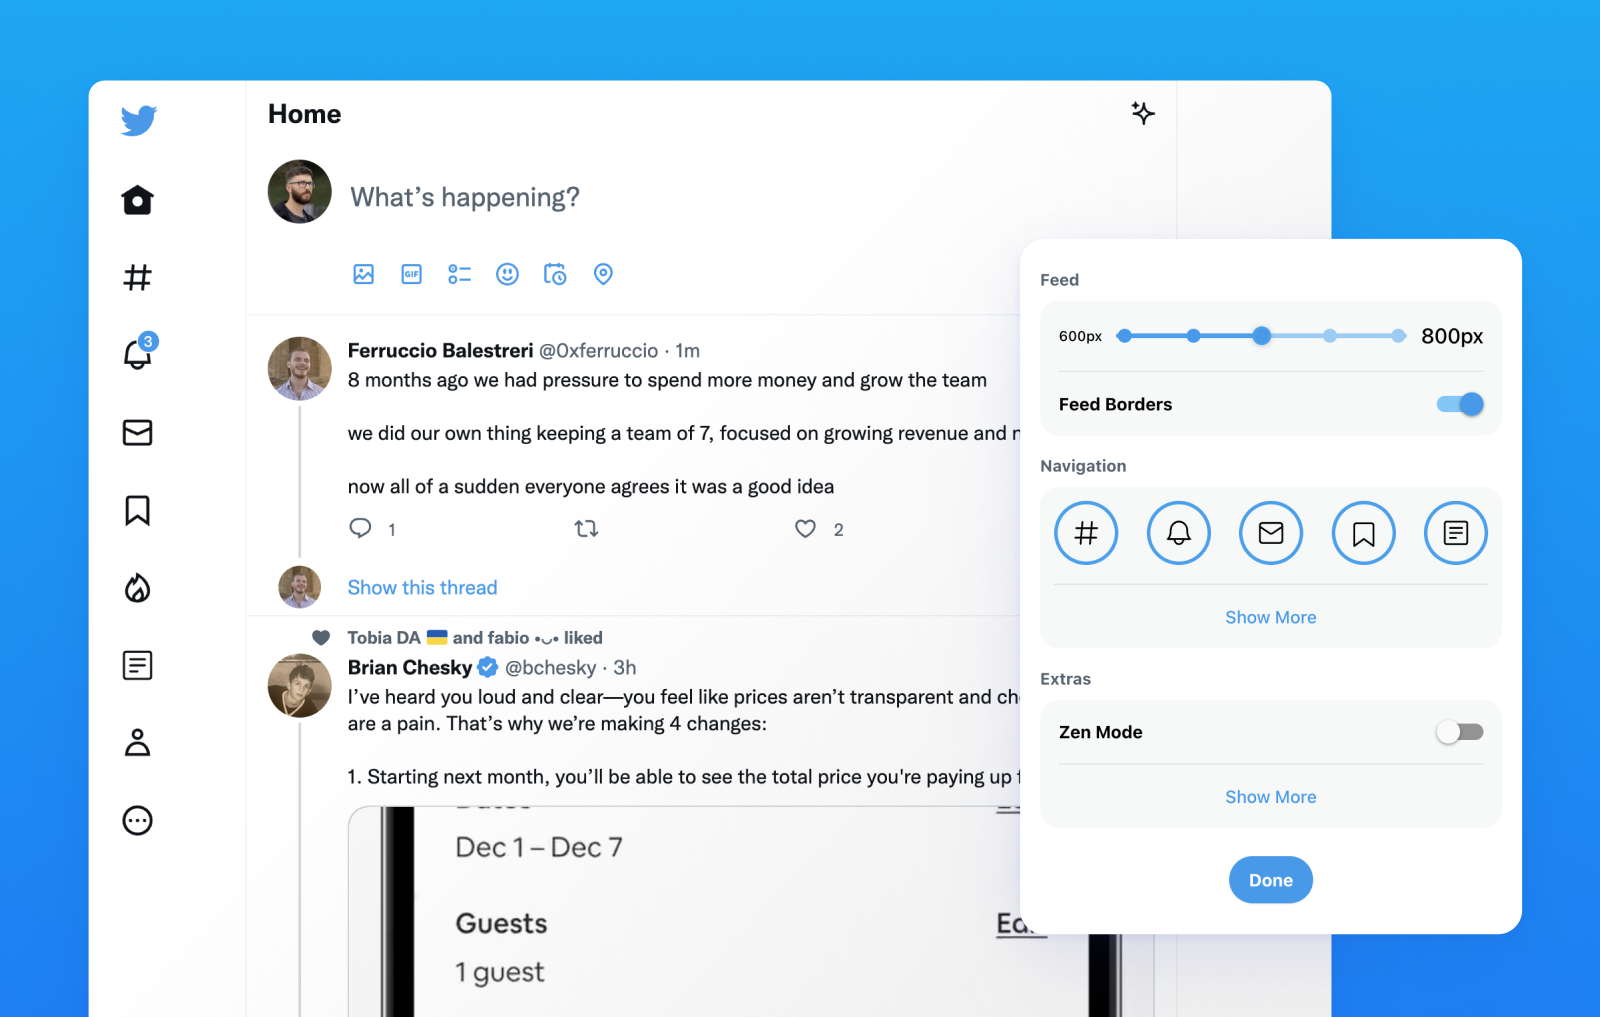 Home
What's happening?
GIF
3
Ferruccio Balestreri @0xferruccio · 1m
8 months ago we had pressure to spend more money and grow the team
we did our own thing keeping a team of 7, focused on growing revenue and
now all of a sudden everyone agrees it was a good idea
1
2
Show this thread
Tobia DA 🇺🇦 and fabio •ᴗ• liked
Brian Chesky @bchesky · 3h
I've heard you loud and clear—you feel like prices aren't transparent and
are a pain. That's why we're making 4 changes:
1. Starting next month, you'll be able to see the total price you're paying up
Dates
Dec 1 – Dec 7
Guests
1 guest
Feed
600px
800px
Feed Borders
Navigation
Show More
Extras
Zen Mode
Show More
Done